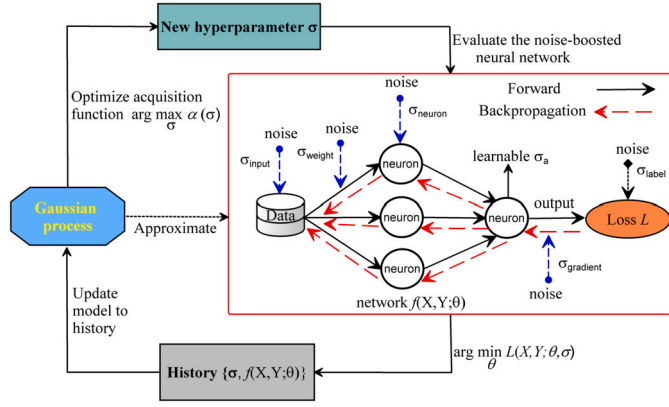 New hyperparameter σ
Evaluate the noise-boosted
neural network
Optimize acquisition
function arg max α (σ)
σ
noise
σneuron
Forward
Backpropagation
noise
noise
σinput
σweight
neuron
learnable σa
noise
σlabel
Gaussian
process
Approximate
Data
neuron
neuron
output
Loss L
neuron
σgradient
noise
network f(X,Y;θ)
Update
model to
history
History {σ, f(X,Y;θ)}
arg min L(X,Y;θ,σ)
θ